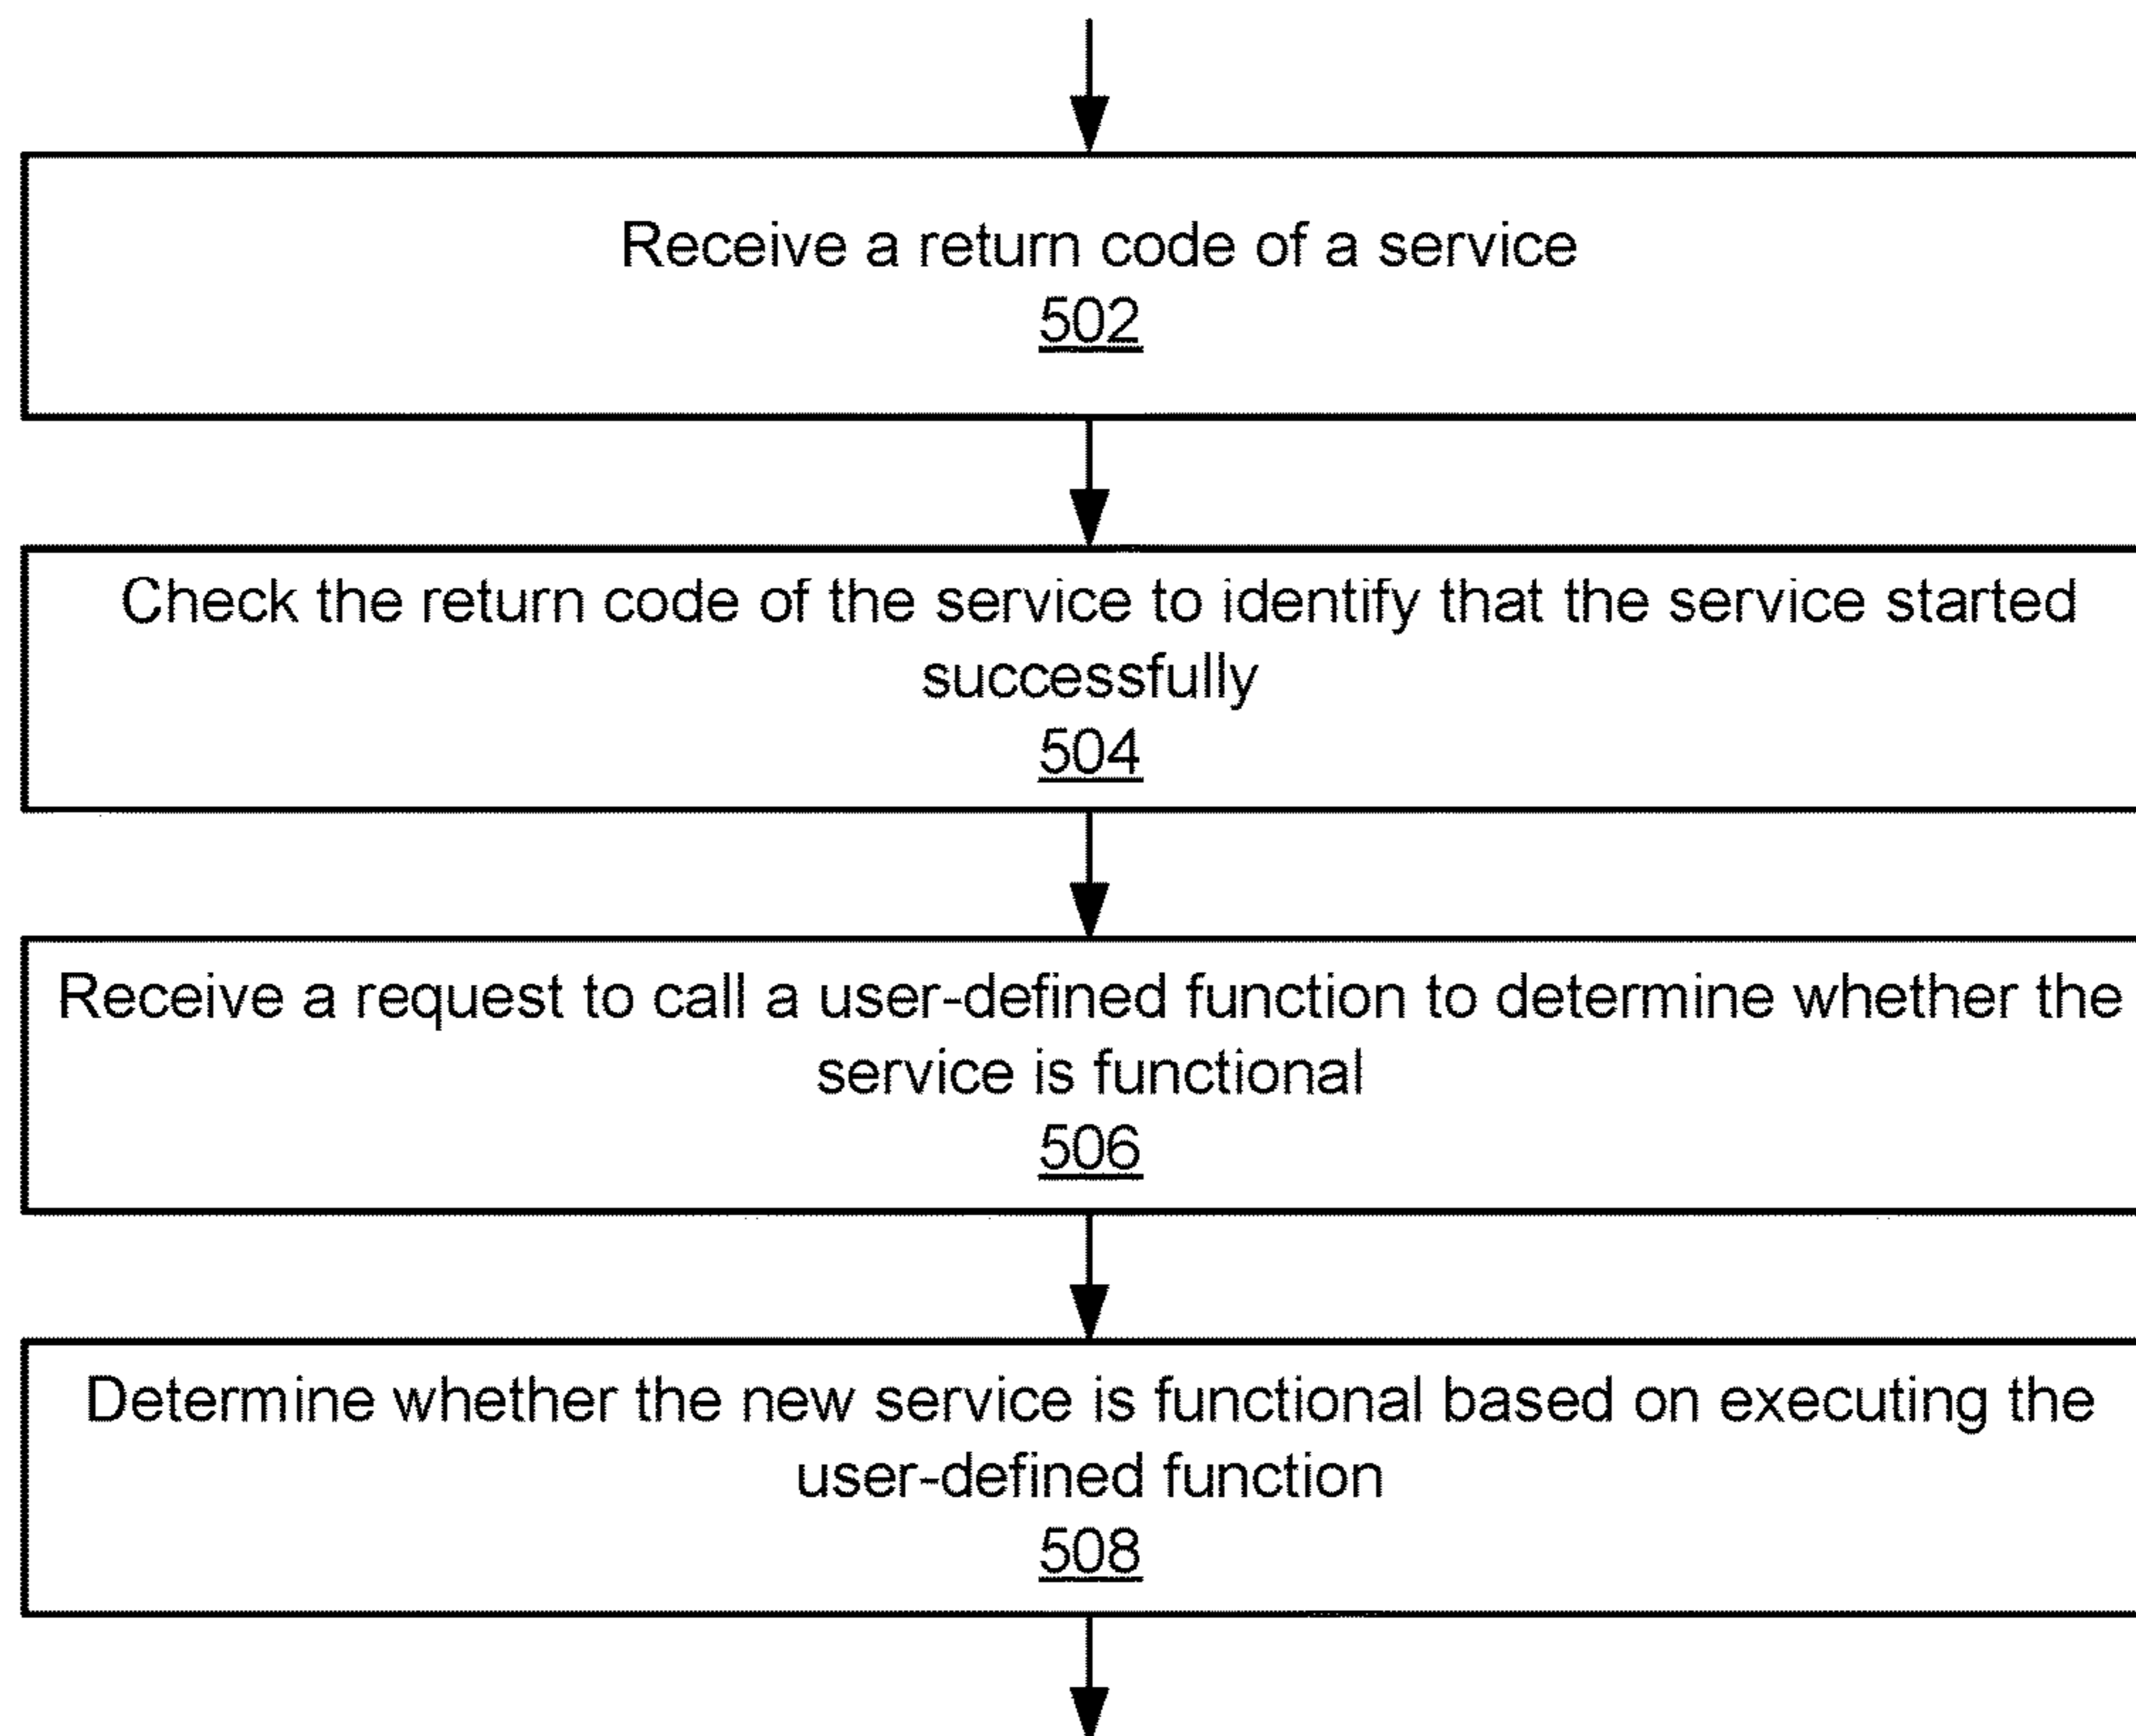 Receive a return code of a service
502
Check the return code of the service to identify that the service started
successfully
504
Receive a request to call a user-defined function to determine whether the
service is functional
506
Determine whether the new service is functional based on executing the
user-defined function
508